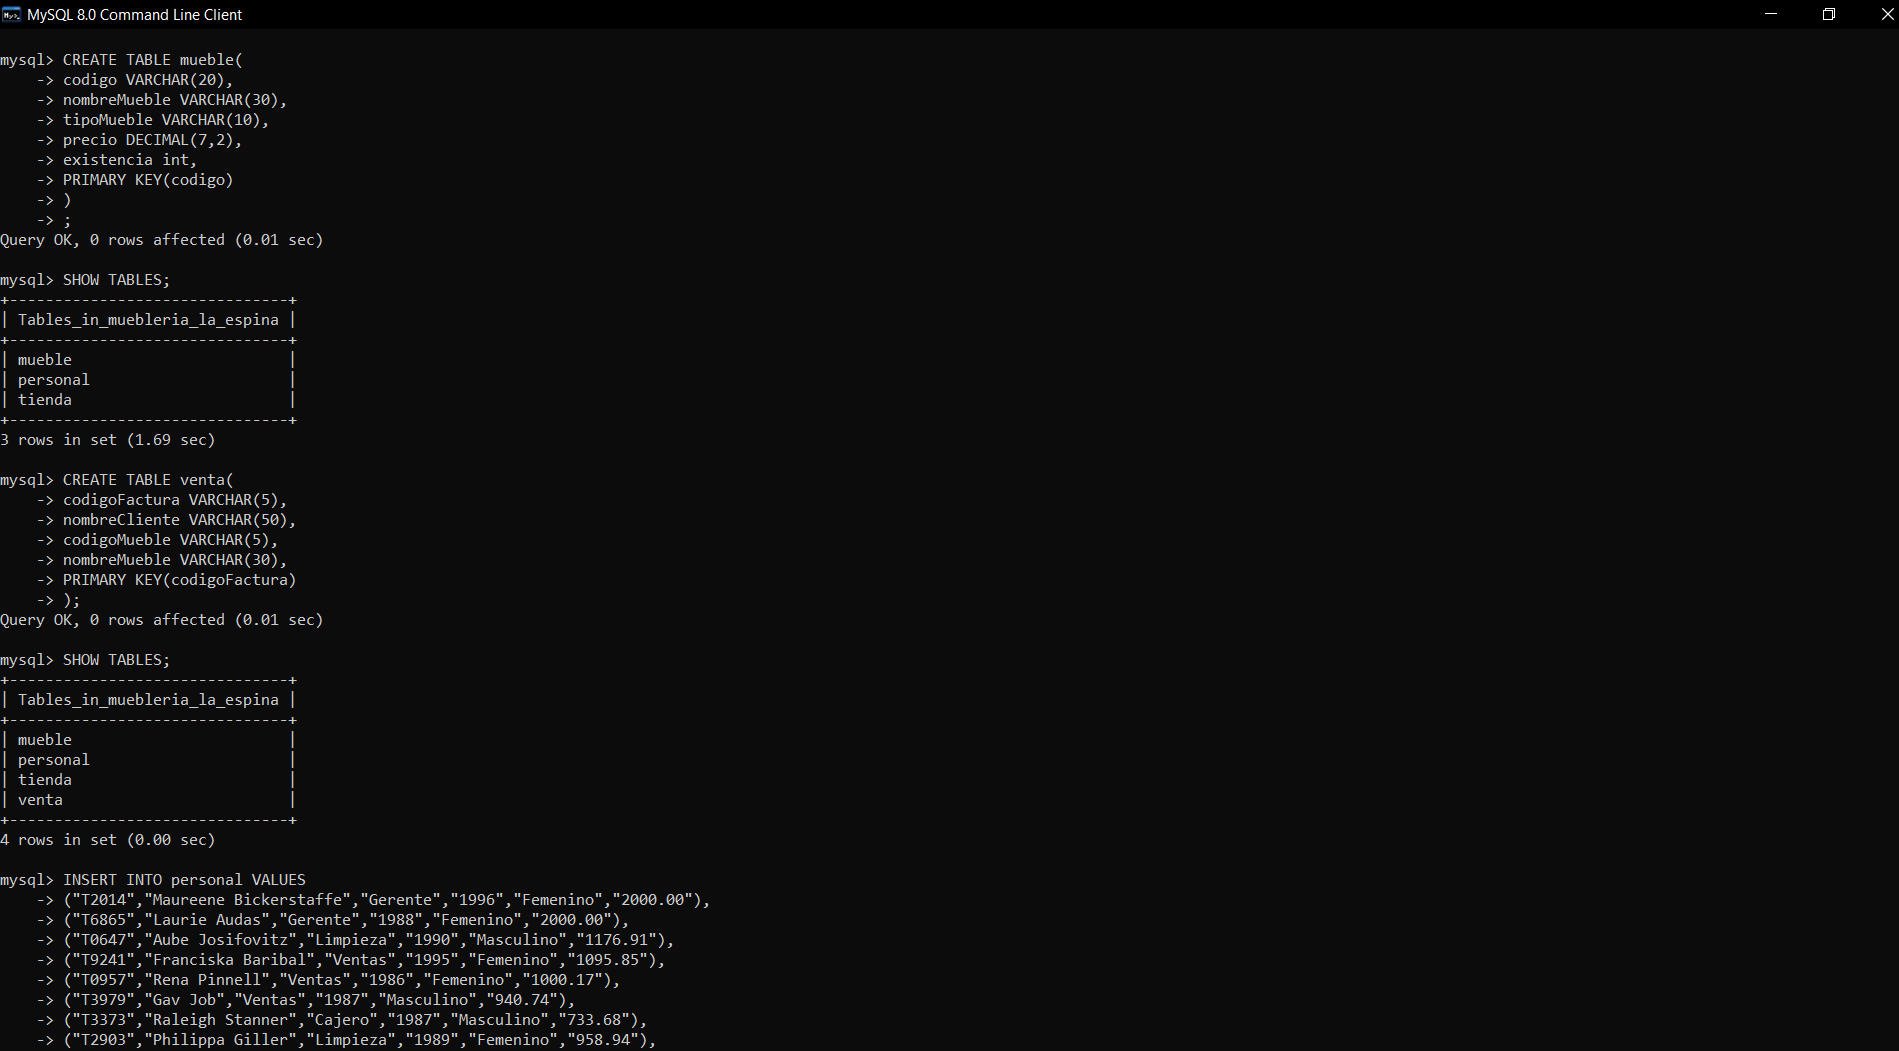 MySQL 8.0 Command Line Client
mysql> CREATE TABLE mueble(
    -> codigo VARCHAR(20),
    -> nombreMueble VARCHAR(30),
    -> tipoMueble VARCHAR(10),
    -> precio DECIMAL(7,2),
    -> existencia int,
    -> PRIMARY KEY(codigo)
    -> )
    -> ;
Query OK, 0 rows affected (0.01 sec)
mysql> SHOW TABLES;
+-------------------------------+
| Tables_in_muebleria_la_espina |
+-------------------------------+
| mueble                        |
| personal                      |
| tienda                        |
+-------------------------------+
3 rows in set (1.69 sec)
mysql> CREATE TABLE venta(
    -> codigoFactura VARCHAR(5),
    -> nombreCliente VARCHAR(50),
    -> codigoMueble VARCHAR(5),
    -> nombreMueble VARCHAR(30),
    -> PRIMARY KEY(codigoFactura)
    -> );
Query OK, 0 rows affected (0.01 sec)
mysql> SHOW TABLES;
+-------------------------------+
| Tables_in_muebleria_la_espina |
+-------------------------------+
| mueble                        |
| personal                      |
| tienda                        |
| venta                         |
+-------------------------------+
4 rows in set (0.00 sec)
mysql> INSERT INTO personal VALUES
    -> ("T2014","Maureene Bickerstaffe","Gerente","1996","Femenino","2000.00"),
    -> ("T6865","Laurie Audas","Gerente","1988","Femenino","2000.00"),
    -> ("T0647","Aube Josifovitz","Limpieza","1990","Masculino","1176.91"),
    -> ("T9241","Franciska Baribal","Ventas","1995","Femenino","1095.85"),
    -> ("T0957","Rena Pinnell","Ventas","1986","Femenino","1000.17"),
    -> ("T3979","Gav Job","Ventas","1987","Masculino","940.74"),
    -> ("T3373","Raleigh Stanner","Cajero","1987","Masculino","733.68"),
    -> ("T2903","Philippa Giller","Limpieza","1989","Femenino","958.94"),